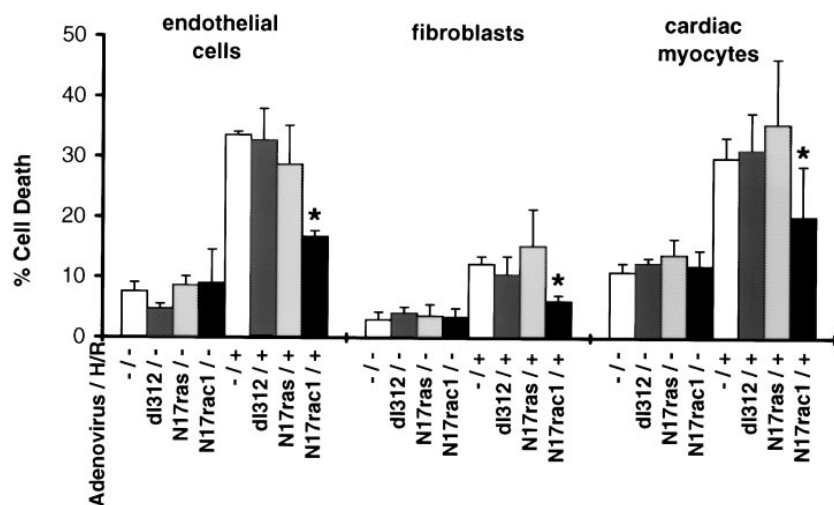 endothelial
cells
fibroblasts
cardiac
myocytes
% Cell Death
50
40
30
20
10
0
*
*
*
Adenovirus / H/R
- / -
dl312 / -
N17ras / -
N17rac1 / -
- / +
dl312 / +
N17ras / +
N17rac1 / +
- / -
dl312 / -
N17ras / -
N17rac1 / -
- / +
dl312 / +
N17ras / +
N17rac1 / +
- / -
dl312 / -
N17ras / -
N17rac1 / -
- / +
dl312 / +
N17ras / +
N17rac1 / +